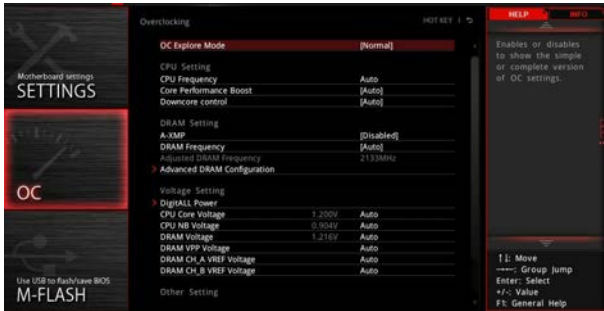 Motherboard settings
SETTINGS
OC
Use USB to flash/save BIOS
M-FLASH
Overclocking
HOT KEY
OC Explore Mode [Normal]
CPU Setting
CPU Frequency Auto
Core Performance Boost [Auto]
Downcore control [Auto]
DRAM Setting
A-XMP [Disabled]
DRAM Frequency [Auto]
Adjusted DRAM Frequency 2133MHz
> Advanced DRAM Configuration
Voltage Setting
> DigitALL Power
CPU Core Voltage 1.200V Auto
CPU NB Voltage 0.904V Auto
DRAM Voltage 1.216V Auto
DRAM VPP Voltage Auto
DRAM CH_A VREF Voltage Auto
DRAM CH_B VREF Voltage Auto
Other Setting
HELP
INFO
Enables or disables
to show the simple
or complete version
of OC settings.
↑↓: Move
: Group Jump
Enter: Select
+/-: Value
F1: General Help